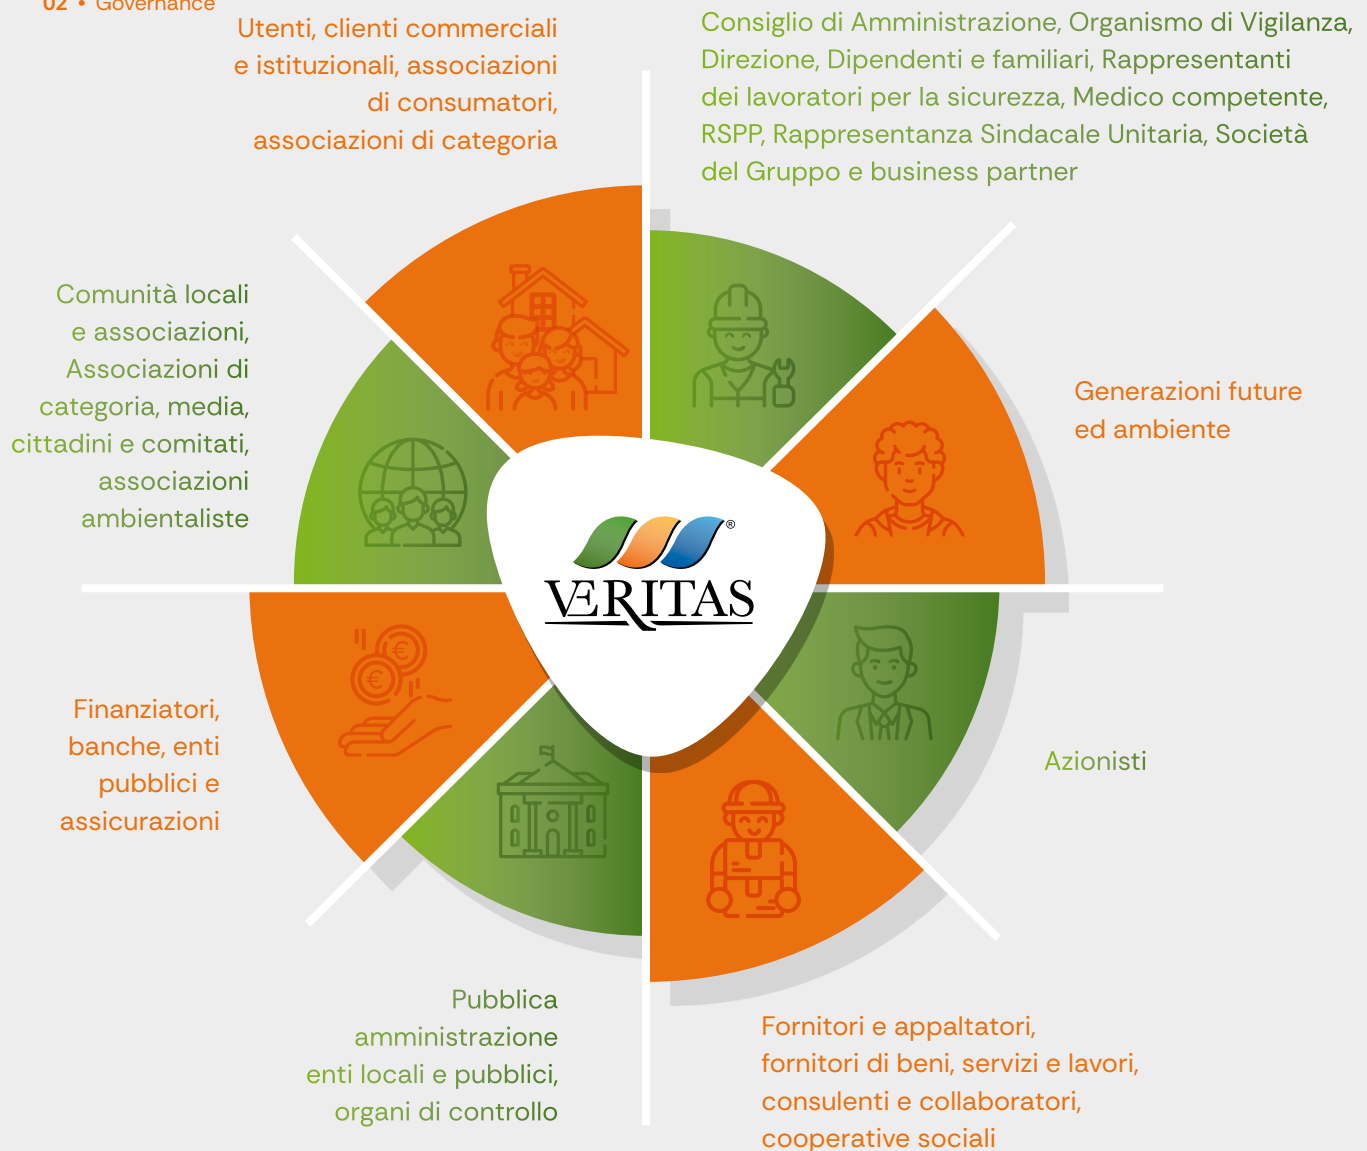 02 • Governance
Utenti, clienti commerciali
e istituzionali, associazioni
di consumatori,
associazioni di categoria
Consiglio di Amministrazione, Organismo di Vigilanza,
Direzione, Dipendenti e familiari, Rappresentanti
dei lavoratori per la sicurezza, Medico competente,
RSPP, Rappresentanza Sindacale Unitaria, Società
del Gruppo e business partner
Comunità locali
e associazioni,
Associazioni di
categoria, media,
cittadini e comitati,
associazioni
ambientaliste
Generazioni future
ed ambiente
®
VERITAS
Finanziatori,
banche, enti
pubblici e
assicurazioni
€
€
Azionisti
Pubblica
amministrazione
enti locali e pubblici,
organi di controllo
Fornitori e appaltatori,
fornitori di beni, servizi e lavori,
consulenti e collaboratori,
cooperative sociali